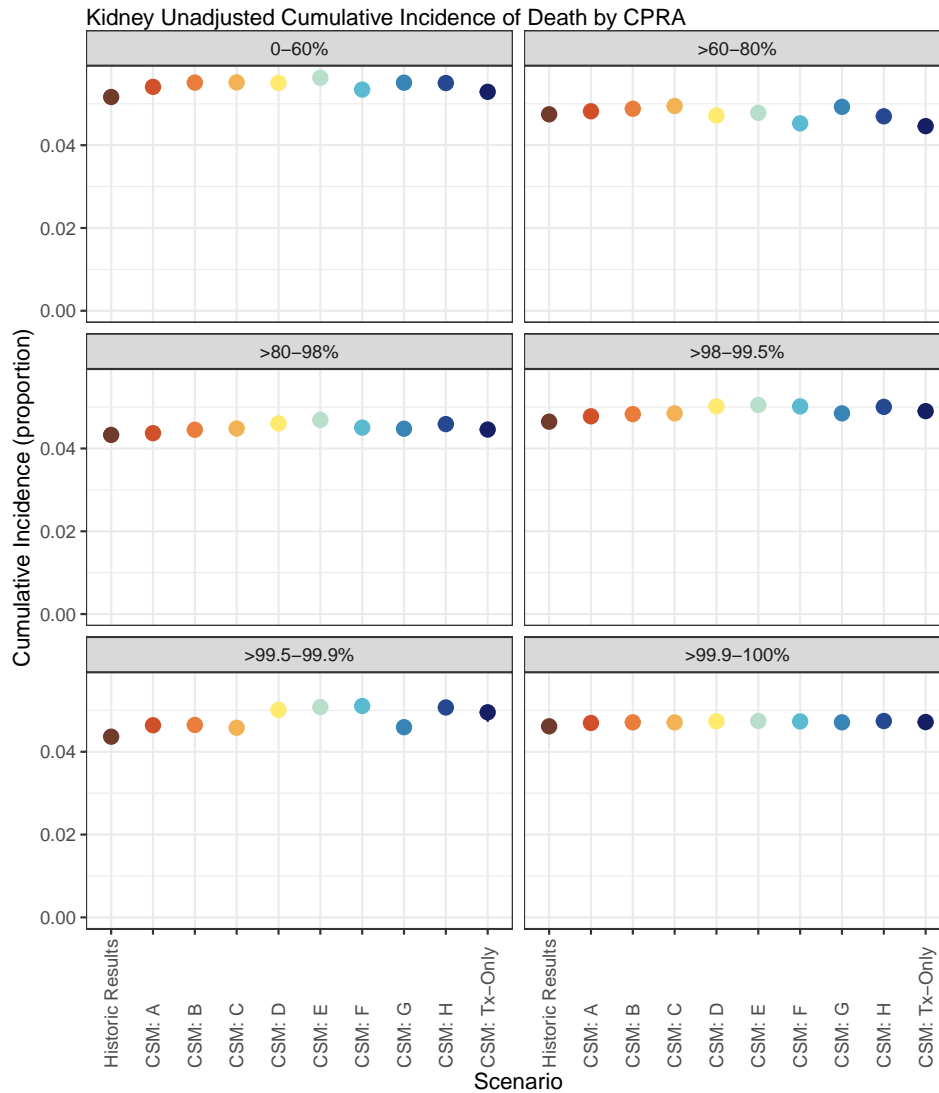 Kidney Unadjusted Cumulative Incidence of Death by CPRA
0−60%
>60−80%
0.04
0.02
0.00
>80−98%
>98−99.5%
0.04
0.02
0.00
>99.5−99.9%
>99.9−100%
0.04
0.02
0.00
Cumulative Incidence (proportion)
Historic Results
CSM: A
CSM: B
CSM: C
CSM: D
CSM: E
CSM: F
CSM: G
CSM: H
CSM: Tx−Only
Historic Results
CSM: A
CSM: B
CSM: C
CSM: D
CSM: E
CSM: F
CSM: G
CSM: H
CSM: Tx−Only
Scenario